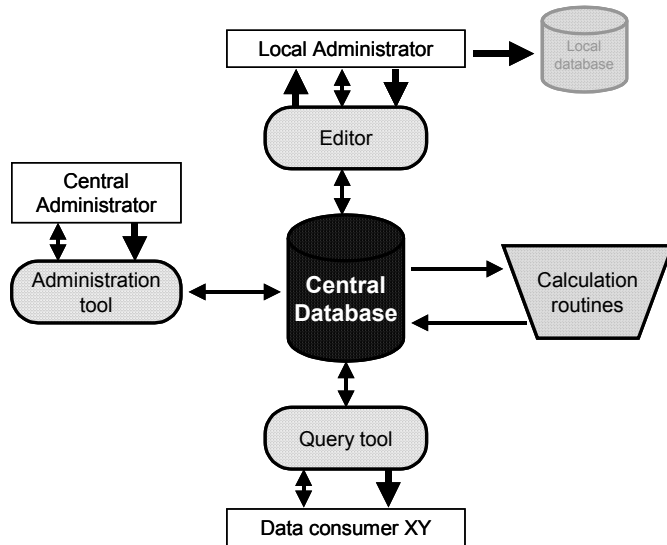 Local Administrator
Local
database
Editor
Central
Administrator
Administration
tool
Central
Database
Calculation
routines
Query tool
Data consumer XY